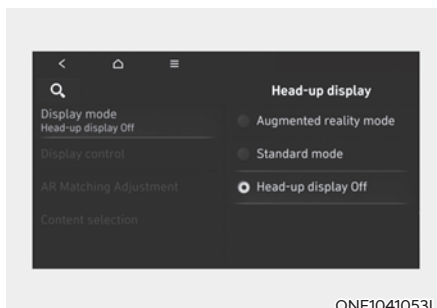 Head-up display
Display mode
Head-up display Off
Display control
AR Matching Adjustment
Content selection
Augmented reality mode
Standard mode
Head-up display Off
ONE1041053L